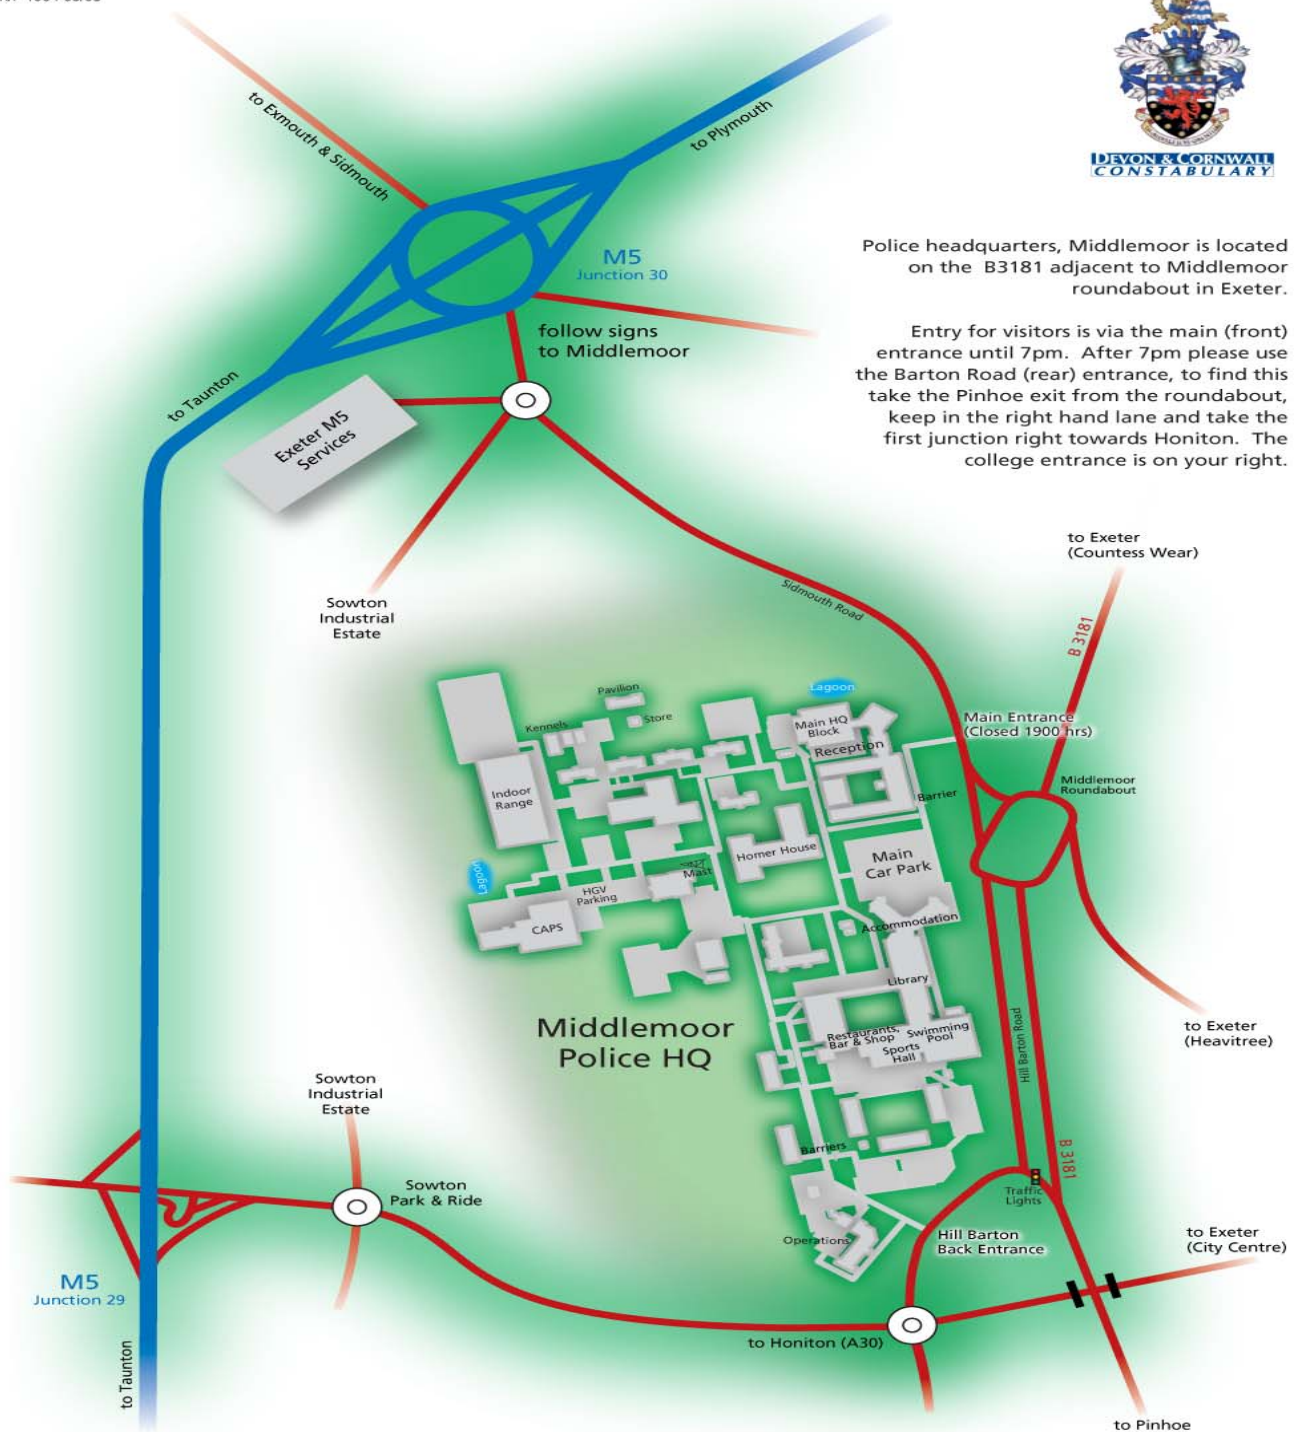 to Exmouth & Sidmouth
to Plymouth
DEVON & CORNWALL
CONSTABULARY
Police headquarters, Middlemoor is located
on the B3181 adjacent to Middlemoor
roundabout in Exeter.
Entry for visitors is via the main (front)
entrance until 7pm. After 7pm please use
the Barton Road (rear) entrance, to find this
take the Pinhoe exit from the roundabout,
keep in the right hand lane and take the
first junction right towards Honiton. The
college entrance is on your right.
M5
Junction 30
follow signs
to Middlemoor
to Taunton
Exeter M5
Services
Sowton
Industrial
Estate
Sidmouth Road
to Exeter
(Countess Wear)
B 3181
Main Entrance
(Closed 1900 hrs)
Middlemoor
Roundabout
Lagoon
Pavilion
Store
Kennels
Main HQ
Block
Reception
Barrier
Indoor
Range
Horner House
Main
Car Park
Mast
Lagoon
HGV
Parking
CAPS
Accommodation
Library
Middlemoor
Police HQ
Restaurants,
Bar & Shop
Swimming
Pool
Sports
Hall
Hill Barton Road
to Exeter
(Heavitree)
Sowton
Industrial
Estate
Barriers
B 3181
Traffic
Lights
Sowton
Park & Ride
Operations
Hill Barton
Back Entrance
to Exeter
(City Centre)
M5
Junction 29
to Honiton (A30)
to Taunton
to Pinhoe